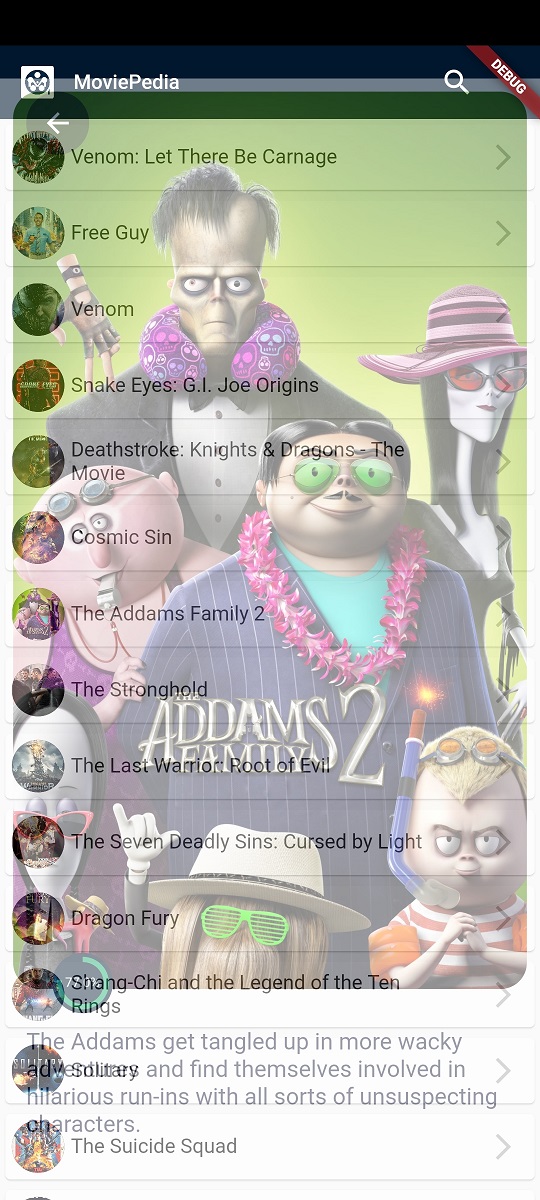 DEBUG
MoviePedia
Venom: Let There Be Carnage
Free Guy
Venom
Snake Eyes: G.I. Joe Origins
Deathstroke: Knights & Dragons - The
Movie
Cosmic Sin
The Addams Family 2
The Stronghold
THE
ADDAMS
FAMILY 2
The Last Warrior: Root of Evil
The Seven Deadly Sins: Cursed by Light
Dragon Fury
Shang-Chi and the Legend of the Ten
Rings
The Addams get tangled up in more wacky
adventures and find themselves involved in
Solitary
hilarious run-ins with all sorts of unsuspecting
characters.
The Suicide Squad